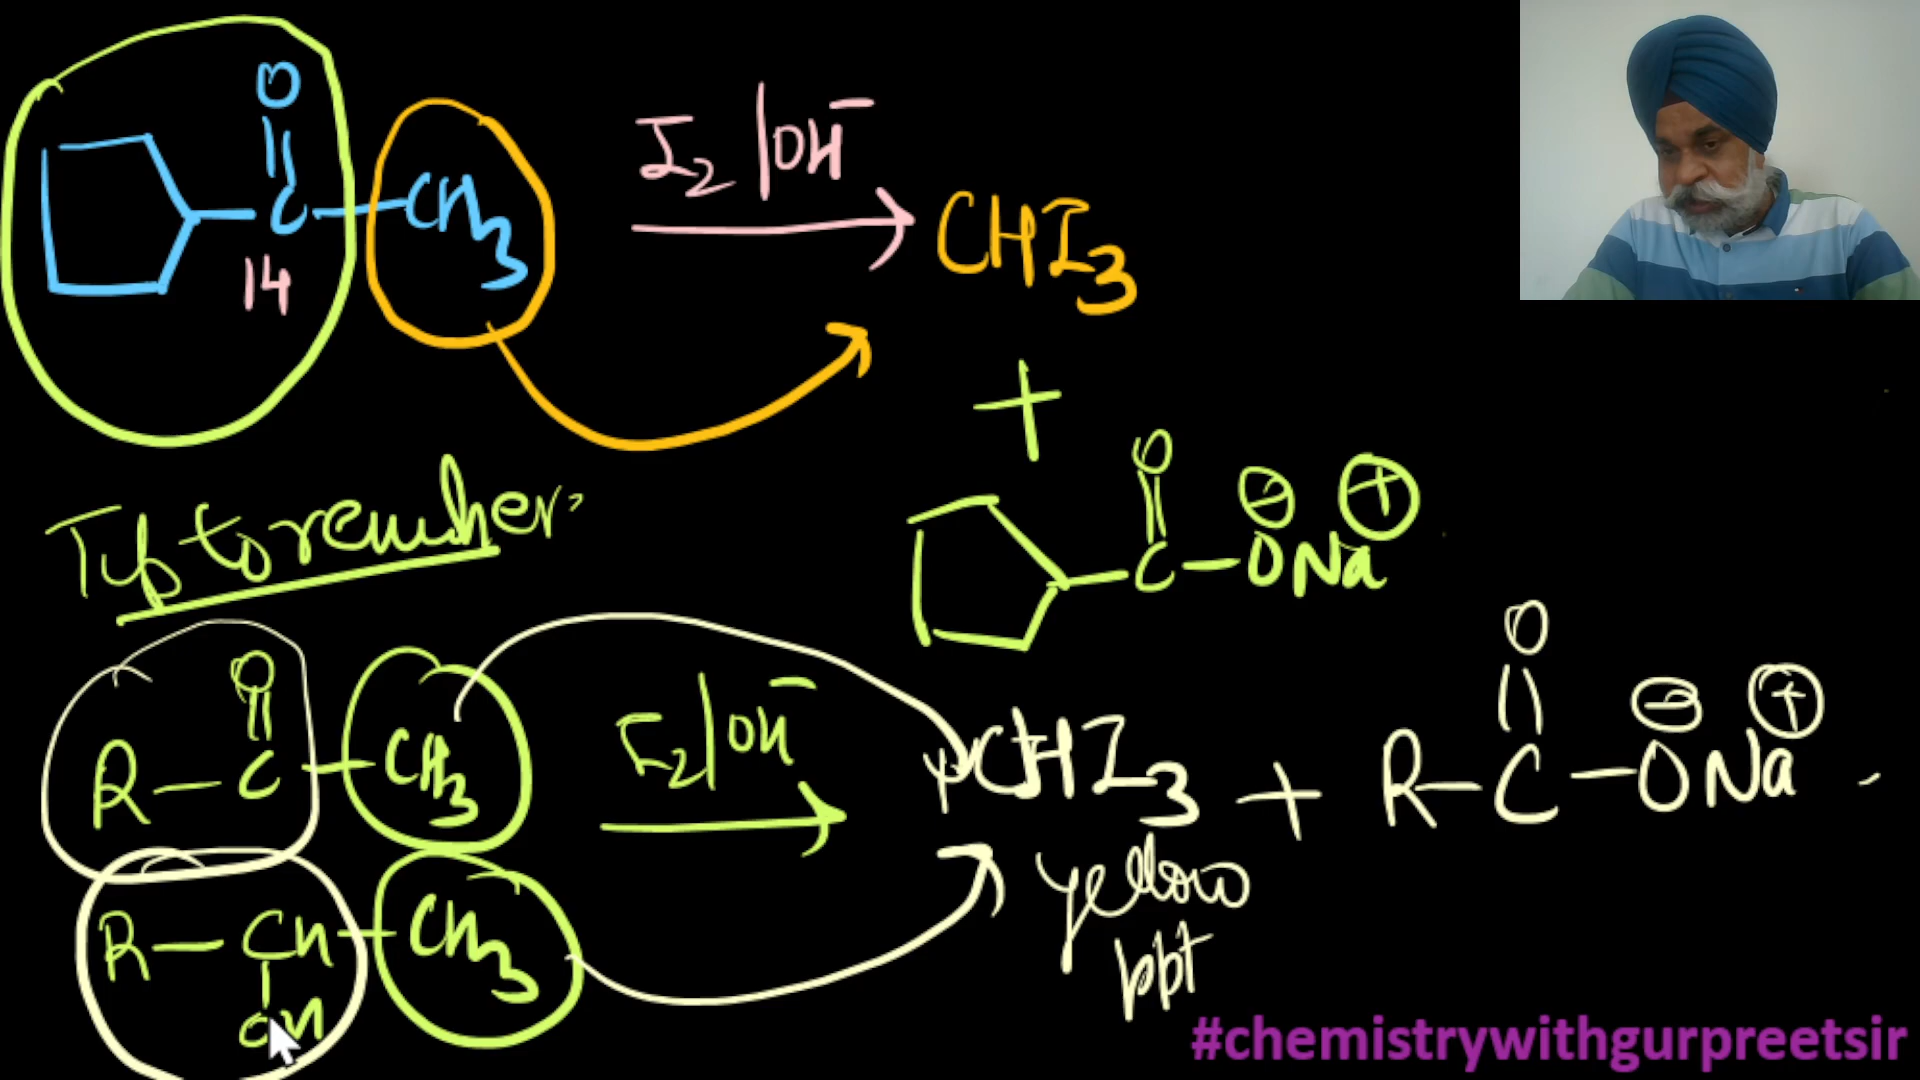 O
||
C — CH3
14
I2 | OH–
CHI3
+
O
||
C – O⊖ Na⊕
Tips to remember:
O
||
R – C – CH3
I2 | OH–
CHI3 + R – C – O⊖ Na⊕
O
||
yellow
ppt
R – CH – CH3
|
OH
#chemistrywithgurpreetsir